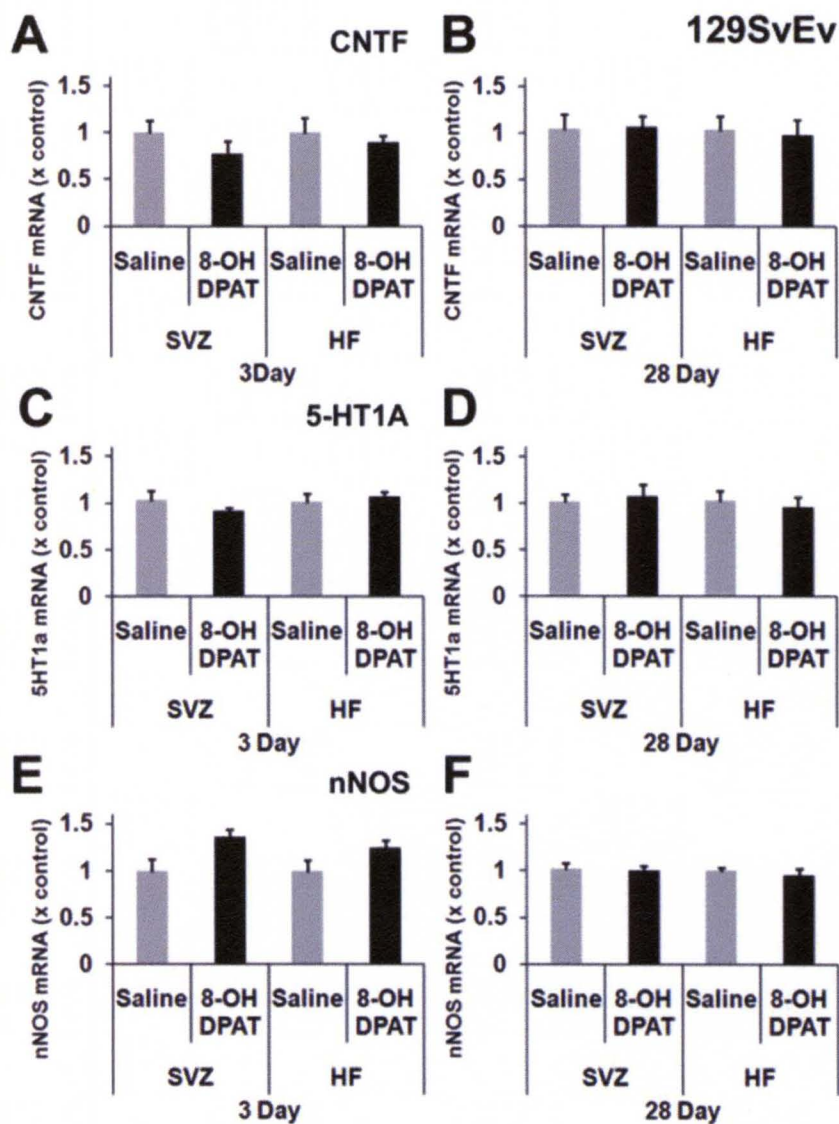 A
CNTF
B
129SvEv
CNTF mRNA (x control)
1.5
1
0.5
0
Saline
8-OH
DPAT
Saline
8-OH
DPAT
SVZ
HF
3Day
CNTF mRNA (x control)
1.5
1
0.5
0
Saline
8-OH
DPAT
Saline
8-OH
DPAT
SVZ
HF
28 Day
C
5-HT1A
D
5HT1a mRNA (x control)
1.5
1
0.5
0
Saline
8-OH
DPAT
Saline
8-OH
DPAT
SVZ
HF
3 Day
5HT1a mRNA (x control)
1.5
1
0.5
0
Saline
8-OH
DPAT
Saline
8-OH
DPAT
SVZ
HF
28 Day
E
nNOS
F
nNOS mRNA (x control)
1.5
1
0.5
0
Saline
8-OH
DPAT
Saline
8-OH
DPAT
SVZ
HF
3 Day
nNOS mRNA (x control)
1.5
1
0.5
0
Saline
8-OH
DPAT
Saline
8-OH
DPAT
SVZ
HF
28 Day